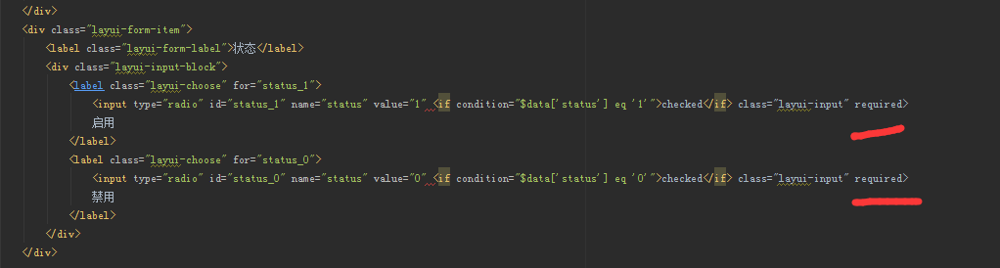 </div>
<div class="layui-form-item">
<label class="layui-form-label">状态</label>
<div class="layui-input-block">
<label class="layui-choose" for="status_1">
<input type="radio" id="status_1" name="status" value="1" <if condition="$data['status'] eq '1'">checked</if> class="layui-input" required>
启用
</label>
<label class="layui-choose" for="status_0">
<input type="radio" id="status_0" name="status" value="0" <if condition="$data['status'] eq '0'">checked</if> class="layui-input" required>
禁用
</label>
</div>
</div>